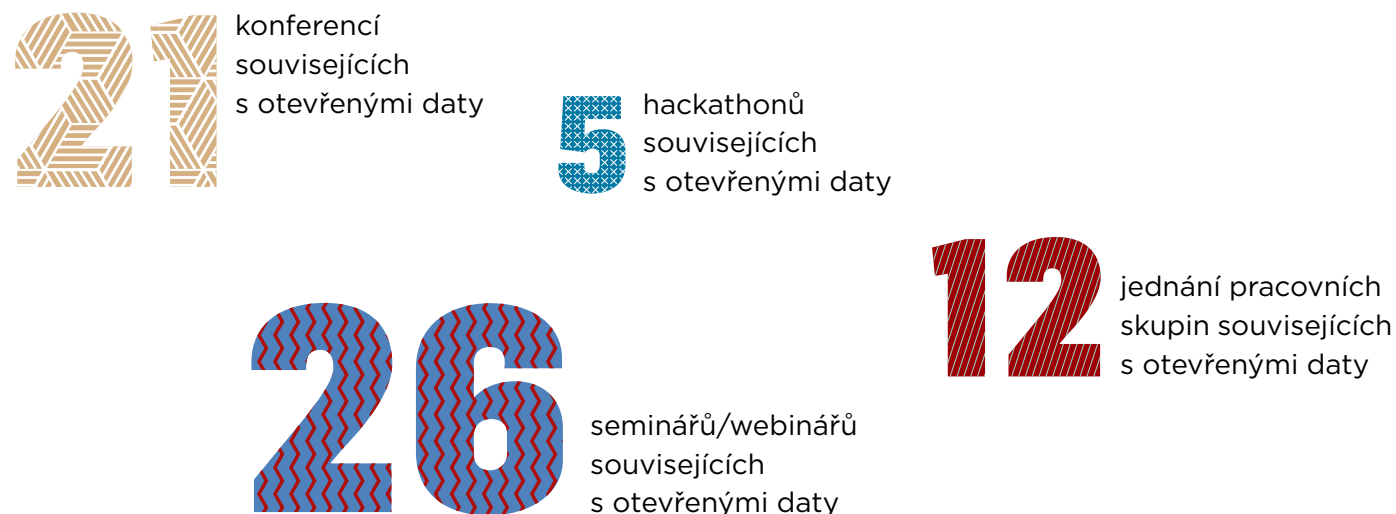 21
konferencí
souvisejících
s otevřenými daty
5
hackathonů
souvisejících
s otevřenými daty
12
jednání pracovních
skupin souvisejících
s otevřenými daty
26
seminářů/webinářů
souvisejících
s otevřenými daty